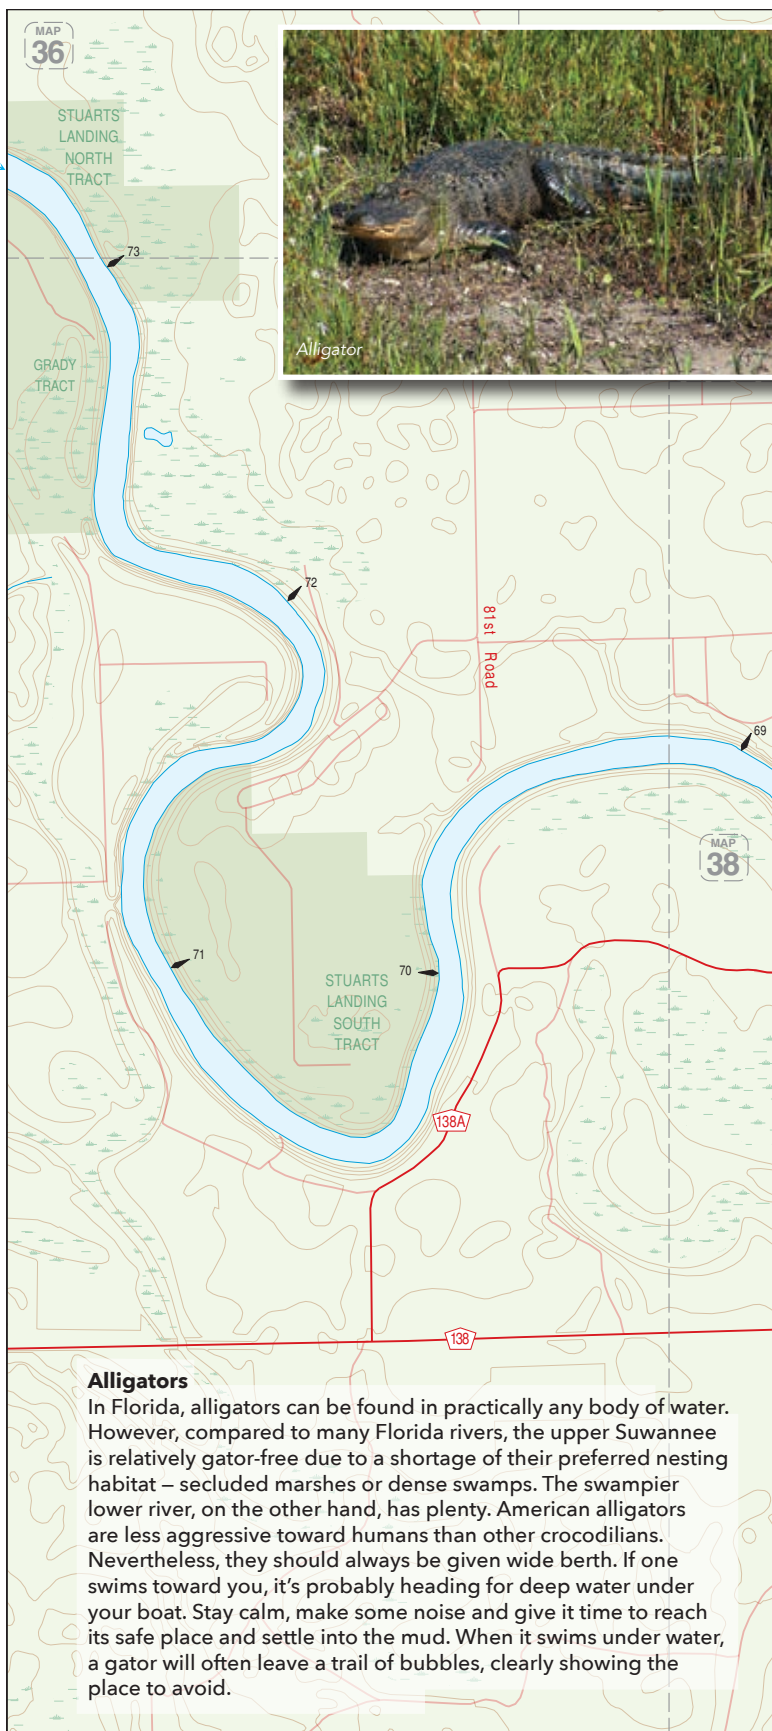 MAP
36
STUARTS
LANDING
NORTH
TRACT
73
Alligator
GRADY
TRACT
72
81st Road
69
MAP
38
71
70
STUARTS
LANDING
SOUTH
TRACT
138A
138
Alligators
In Florida, alligators can be found in practically any body of water.
However, compared to many Florida rivers, the upper Suwannee
is relatively gator-free due to a shortage of their preferred nesting
habitat – secluded marshes or dense swamps. The swampier
lower river, on the other hand, has plenty. American alligators
are less aggressive toward humans than other crocodilians.
Nevertheless, they should always be given wide berth. If one
swims toward you, it’s probably heading for deep water under
your boat. Stay calm, make some noise and give it time to reach
its safe place and settle into the mud. When it swims under water,
a gator will often leave a trail of bubbles, clearly showing the
place to avoid.